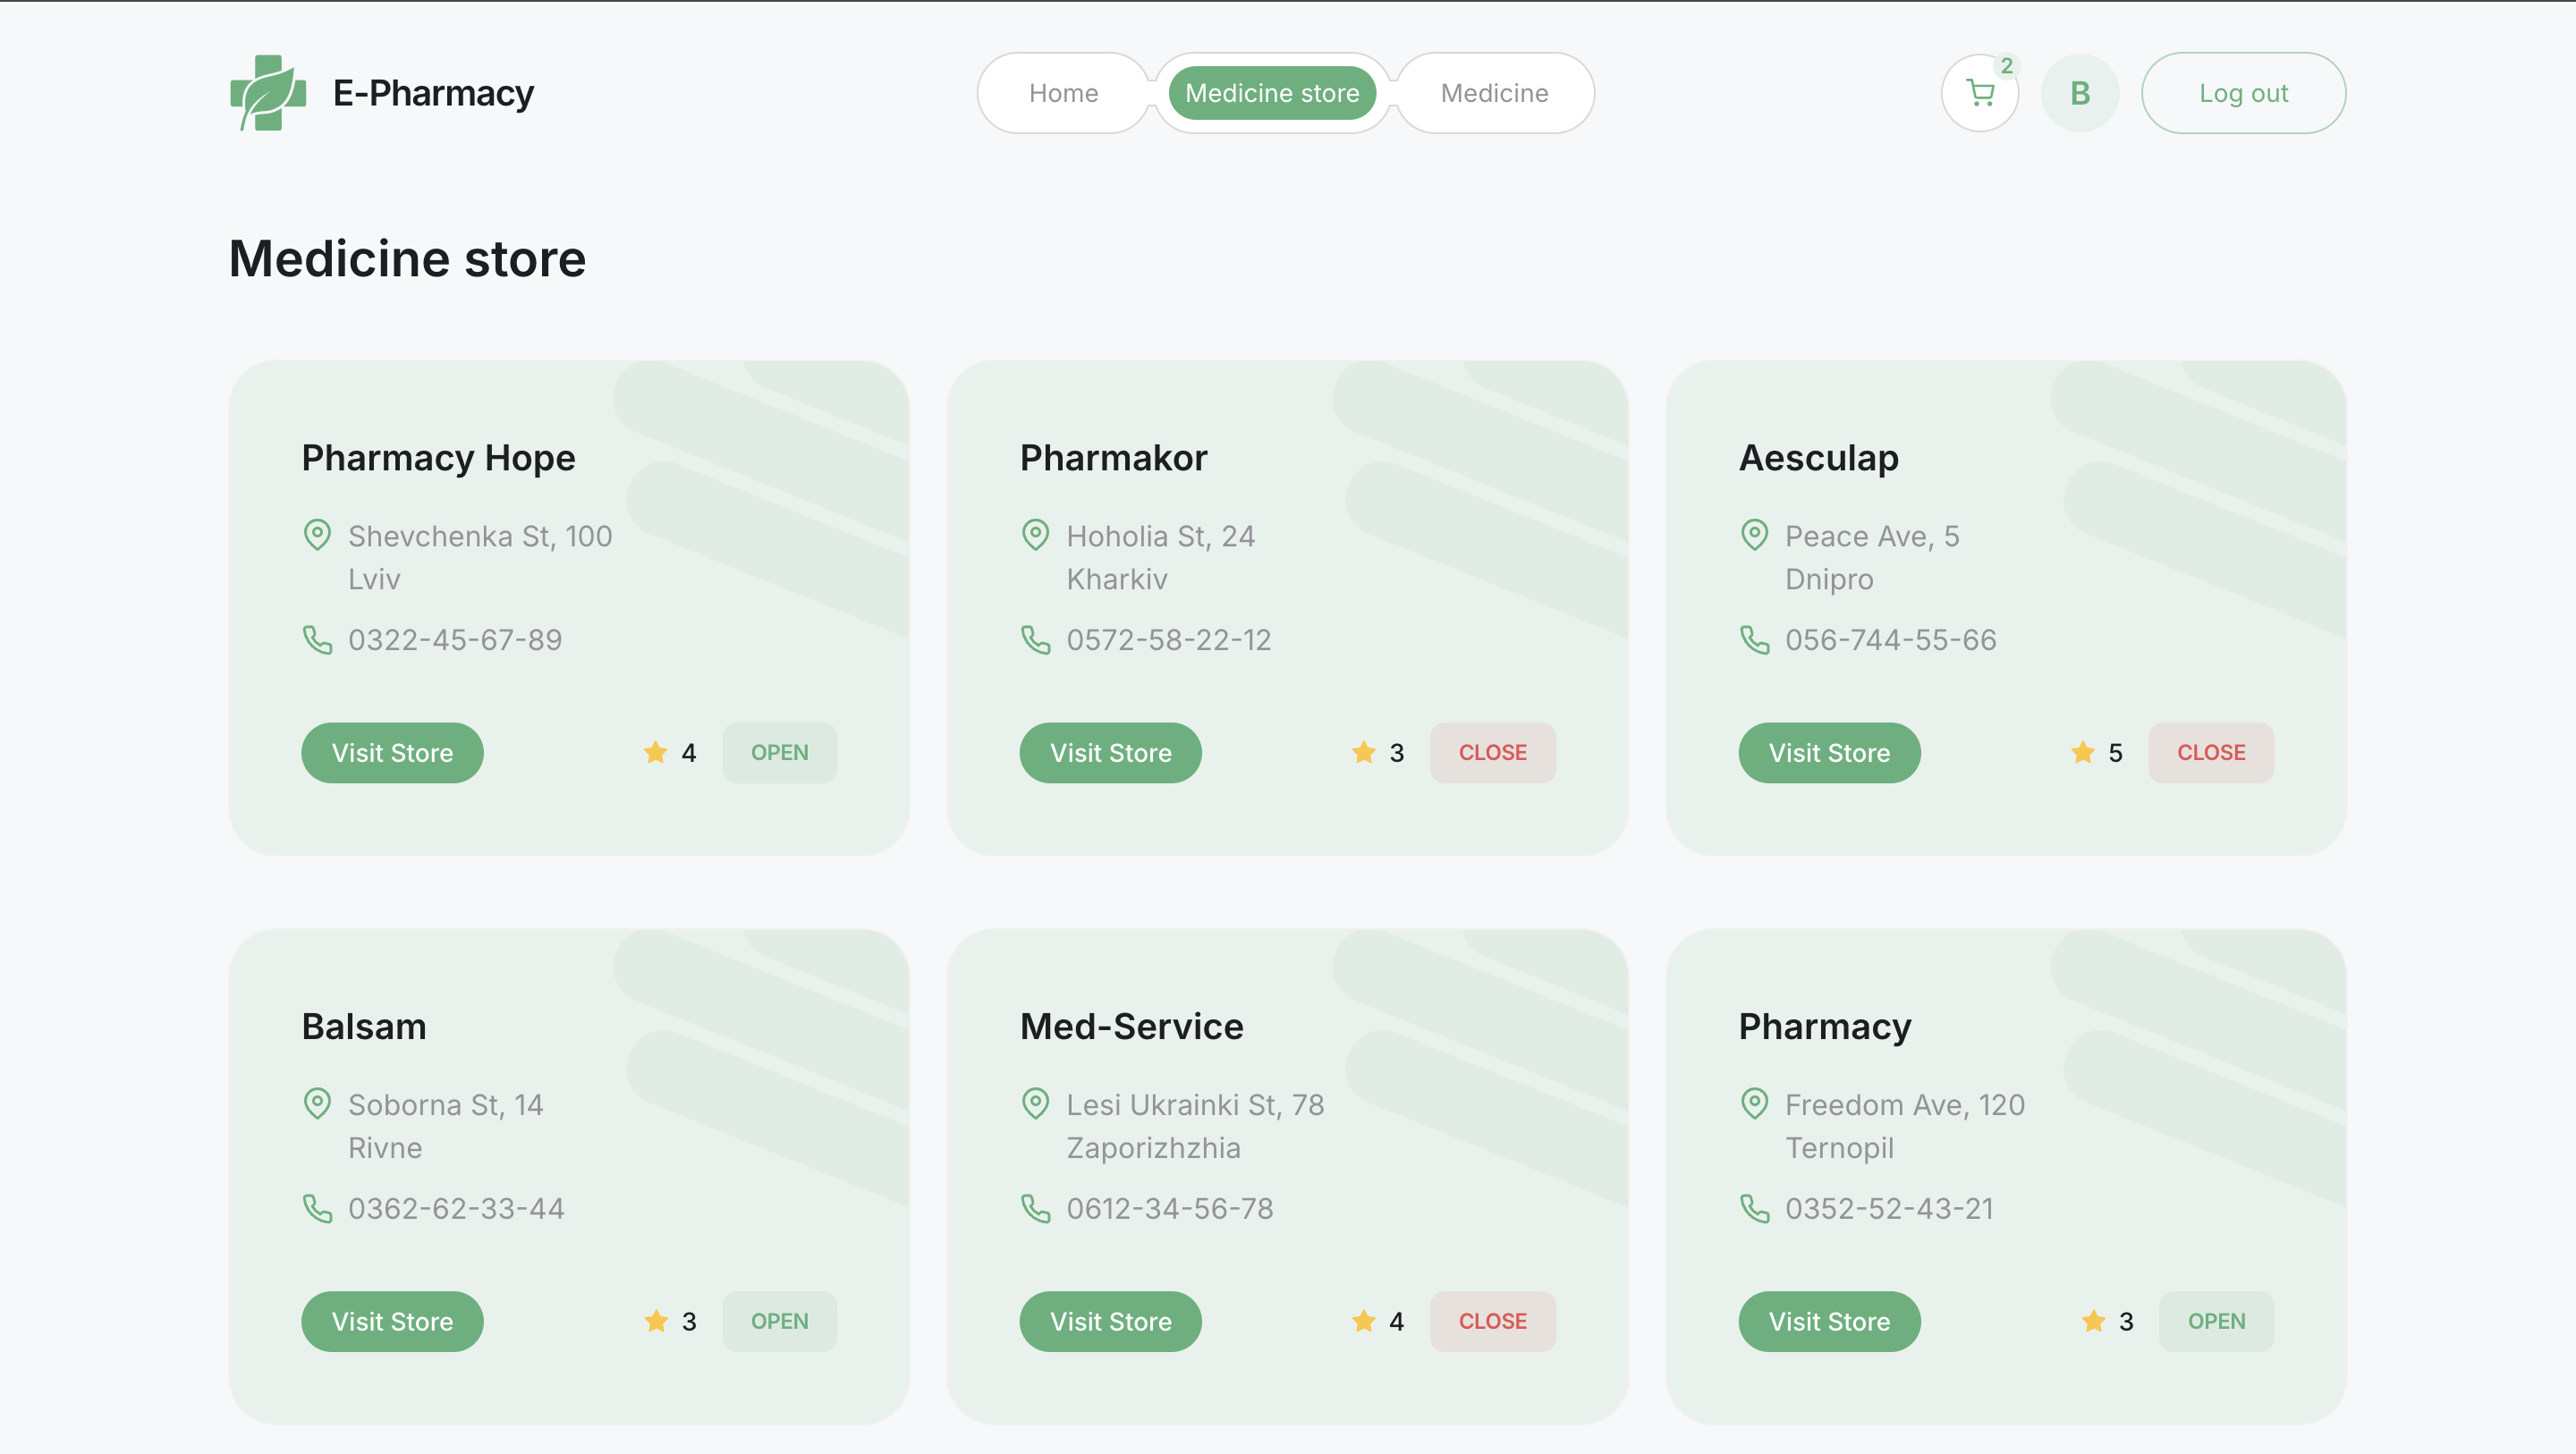 E-Pharmacy
Home
Medicine store
Medicine
2
B
Log out
Medicine store
Pharmacy Hope
Shevchenka St, 100
Lviv
0322-45-67-89
Visit Store
4
OPEN
Pharmakor
Hoholia St, 24
Kharkiv
0572-58-22-12
Visit Store
3
CLOSE
Aesculap
Peace Ave, 5
Dnipro
056-744-55-66
Visit Store
5
CLOSE
Balsam
Soborna St, 14
Rivne
0362-62-33-44
Visit Store
3
OPEN
Med-Service
Lesi Ukrainki St, 78
Zaporizhzhia
0612-34-56-78
Visit Store
4
CLOSE
Pharmacy
Freedom Ave, 120
Ternopil
0352-52-43-21
Visit Store
3
OPEN